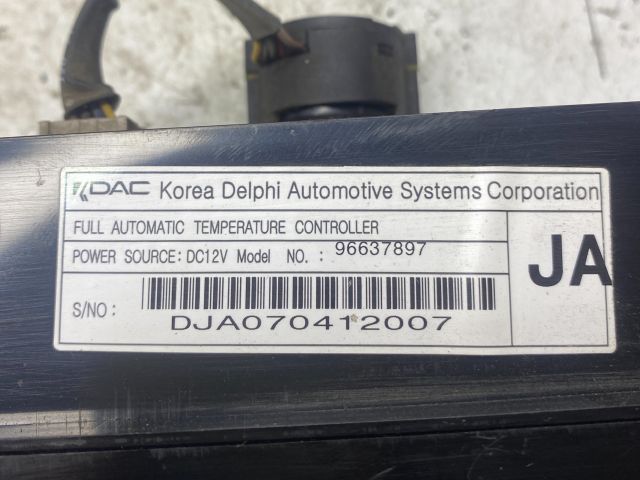 KDAC Korea Delphi Automotive Systems Corporation
FULL AUTOMATIC TEMPERATURE CONTROLLER
POWER SOURCE: DC12V Model NO. : 96637897
JA
S/NO:
DJA070412007